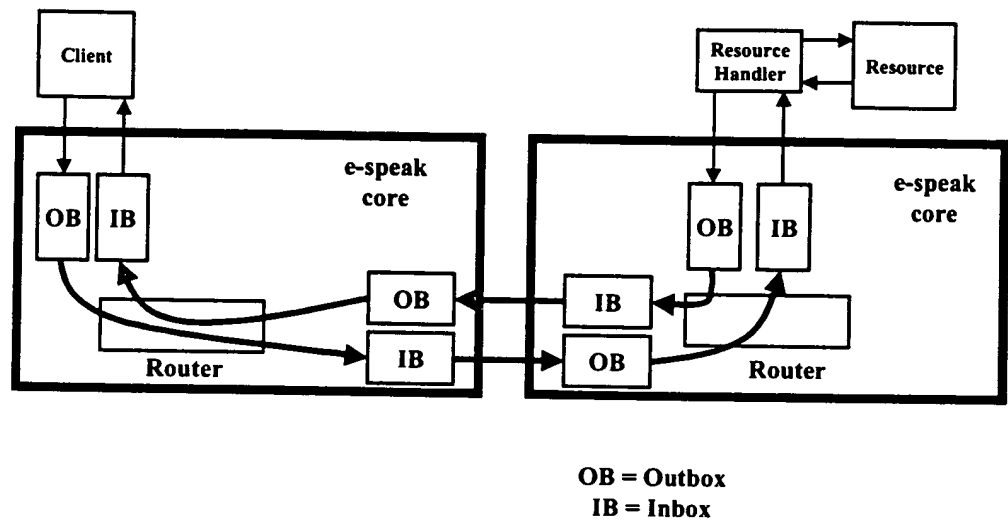 Client
Resource
Handler
Resource
e-speak
core
e-speak
core
OB
IB
OB
IB
OB
IB
IB
OB
Router
Router
OB = Outbox
IB = Inbox